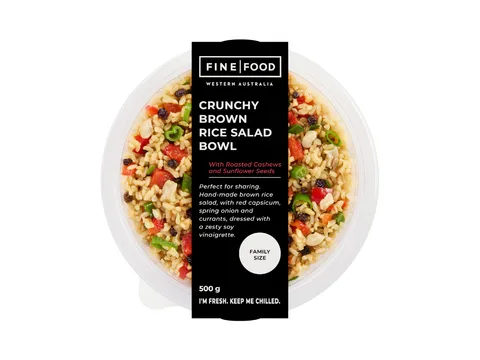 FINE FOOD
WESTERN AUSTRALIA
CRUNCHY
BROWN
RICE SALAD
BOWL
With Roasted Cashews
and Sunflower Seeds
Perfect for sharing.
Hand-made brown rice
salad, with red capsicum,
spring onion and
currants, dressed with
a zesty soy
vinaigrette.
FAMILY
SIZE
500 g
I'M FRESH. KEEP ME CHILLED.